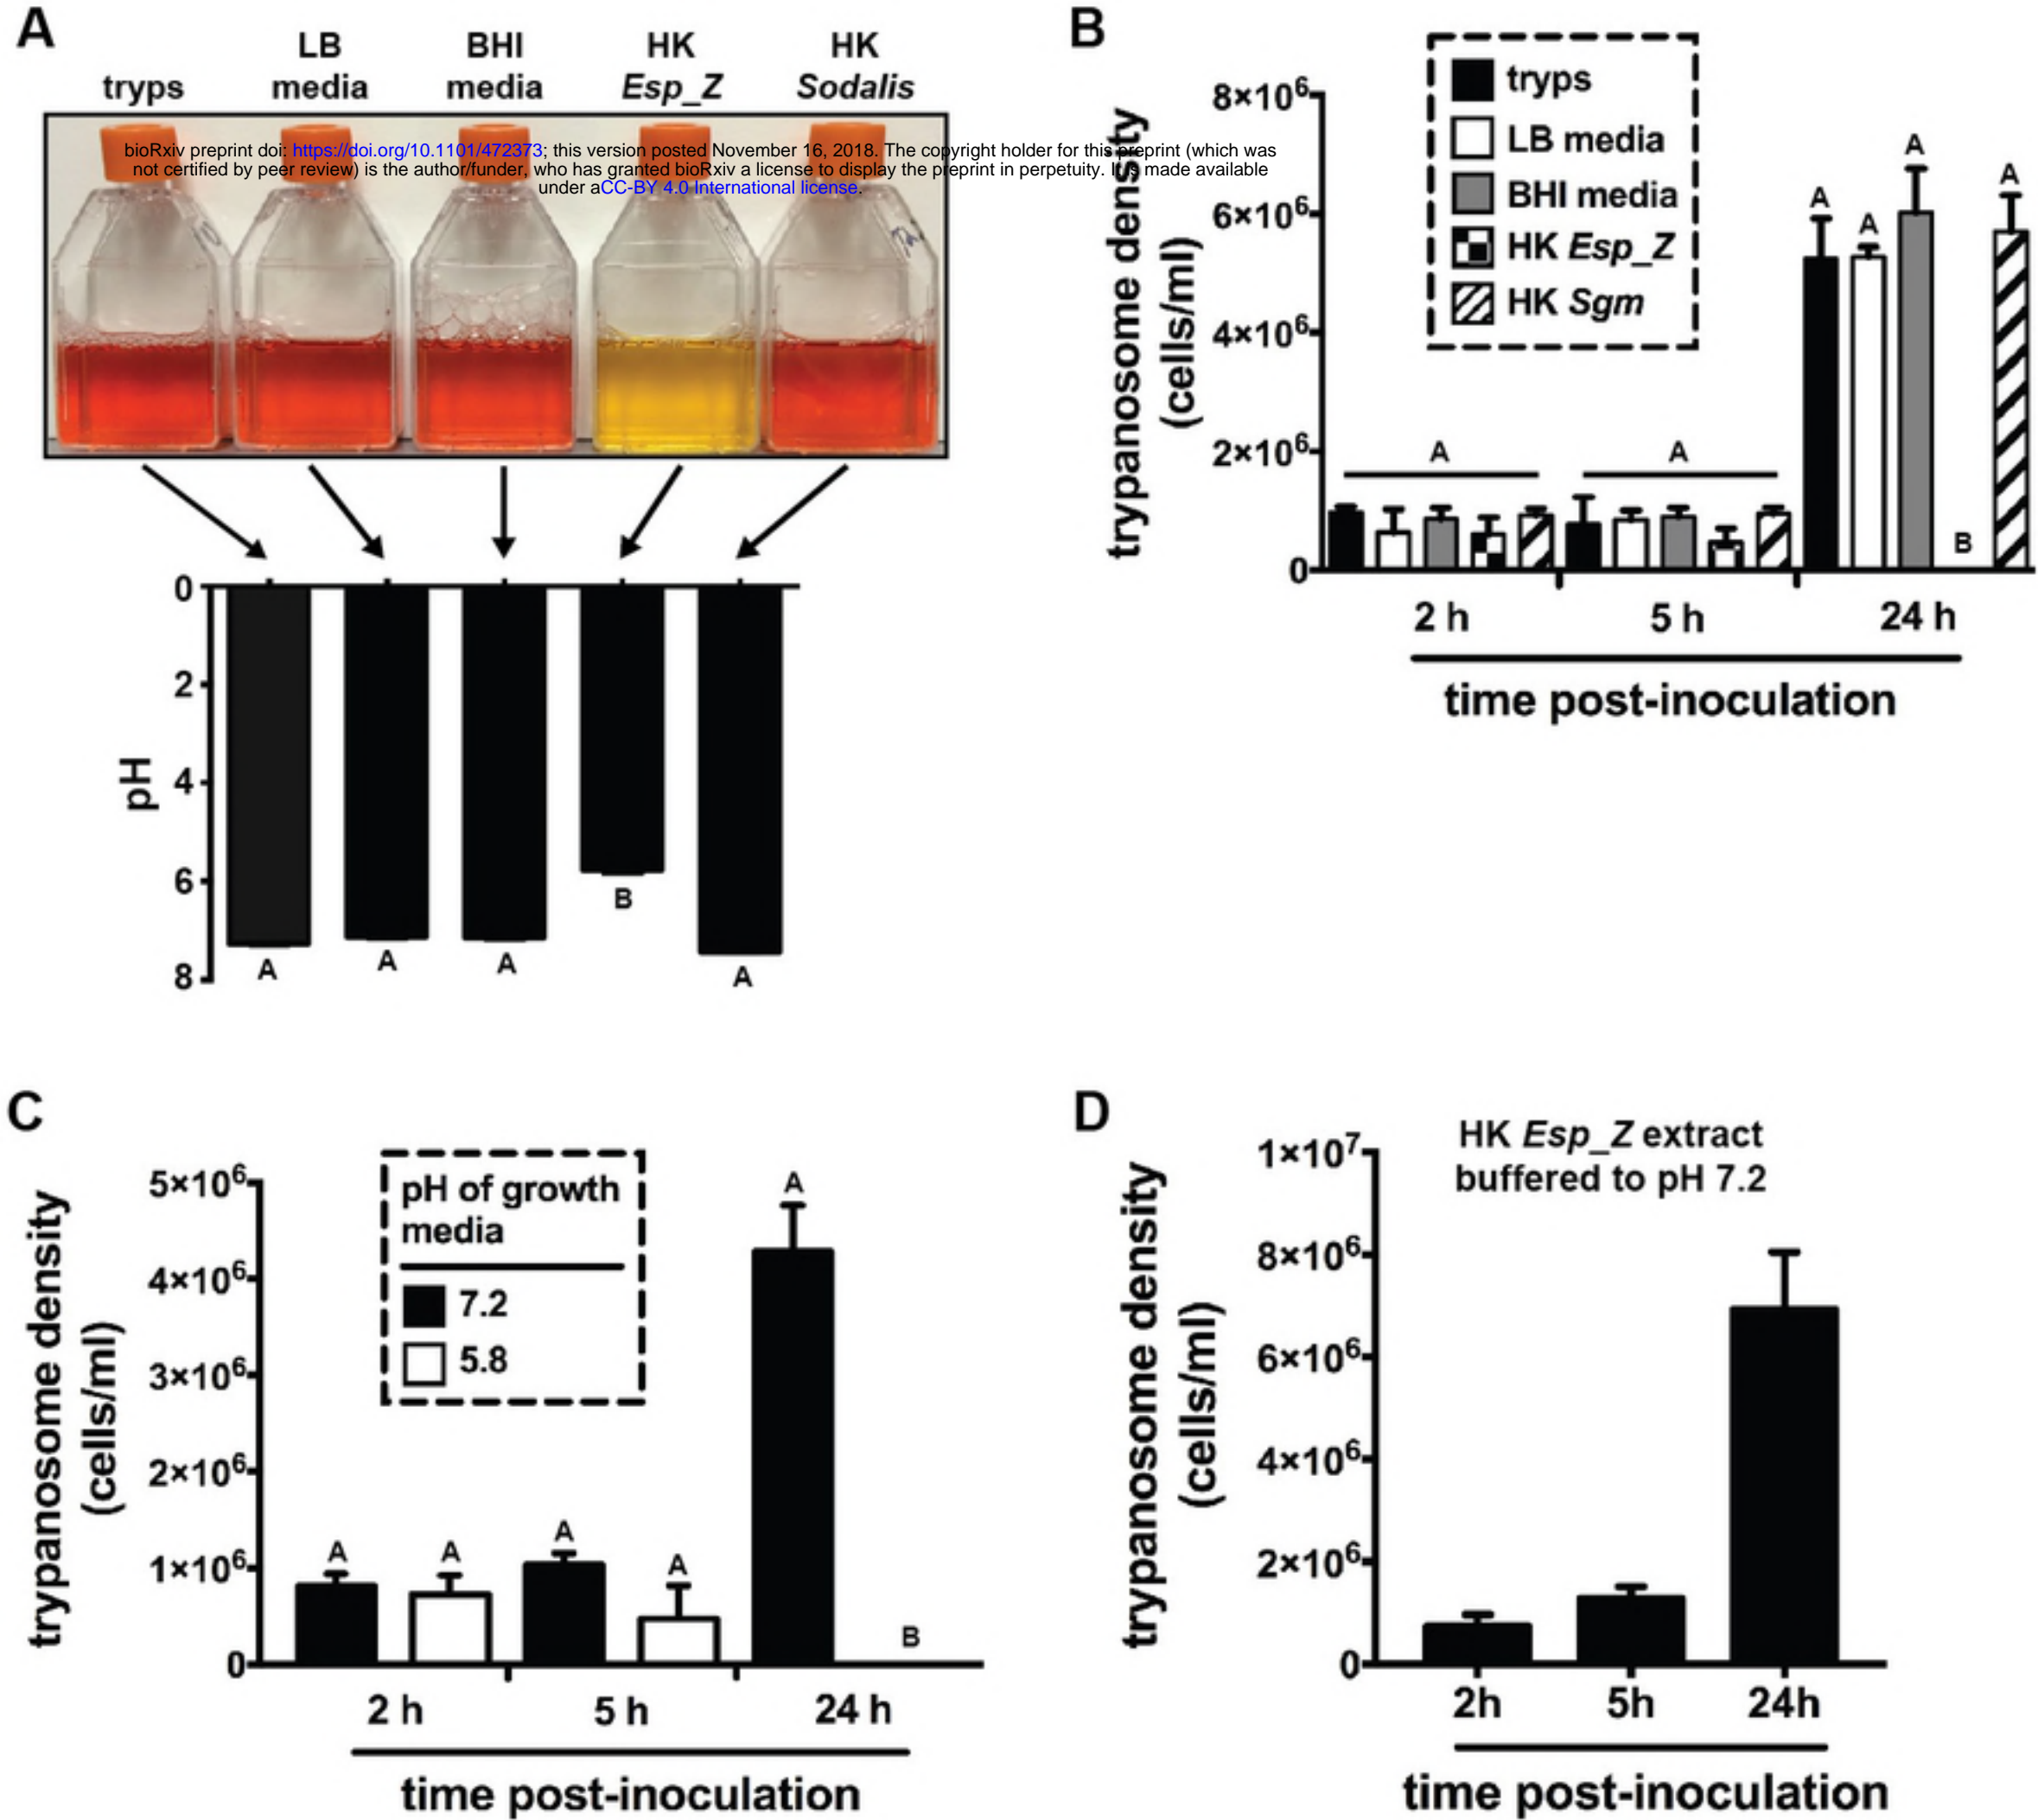 A
tryps
LB
media
BHI
media
HK
Esp_Z
HK
Sodalis
bioRxiv preprint doi: https://doi.org/10.1101/472373; this version posted November 16, 2018. The copyright holder for this preprint (which was
not certified by peer review) is the author/funder, who has granted bioRxiv a license to display the preprint in perpetuity. It is made available
under aCC-BY 4.0 International license.
0
2
4
6
8
pH
A
A
A
B
A
B
tryps
LB media
BHI media
HK Esp_Z
HK Sgm
trypanosome density
(cells/ml)
8×10⁶
6×10⁶
4×10⁶
2×10⁶
0
A
A
A
A
A
B
A
2 h
5 h
24 h
time post-inoculation
C
pH of growth
media
7.2
5.8
trypanosome density
(cells/ml)
5×10⁶
4×10⁶
3×10⁶
2×10⁶
1×10⁶
0
A
A
A
A
A
B
2 h
5 h
24 h
time post-inoculation
D
HK Esp_Z extract
buffered to pH 7.2
trypanosome density
(cells/ml)
1×10⁷
8×10⁶
6×10⁶
4×10⁶
2×10⁶
0
2h
5h
24h
time post-inoculation